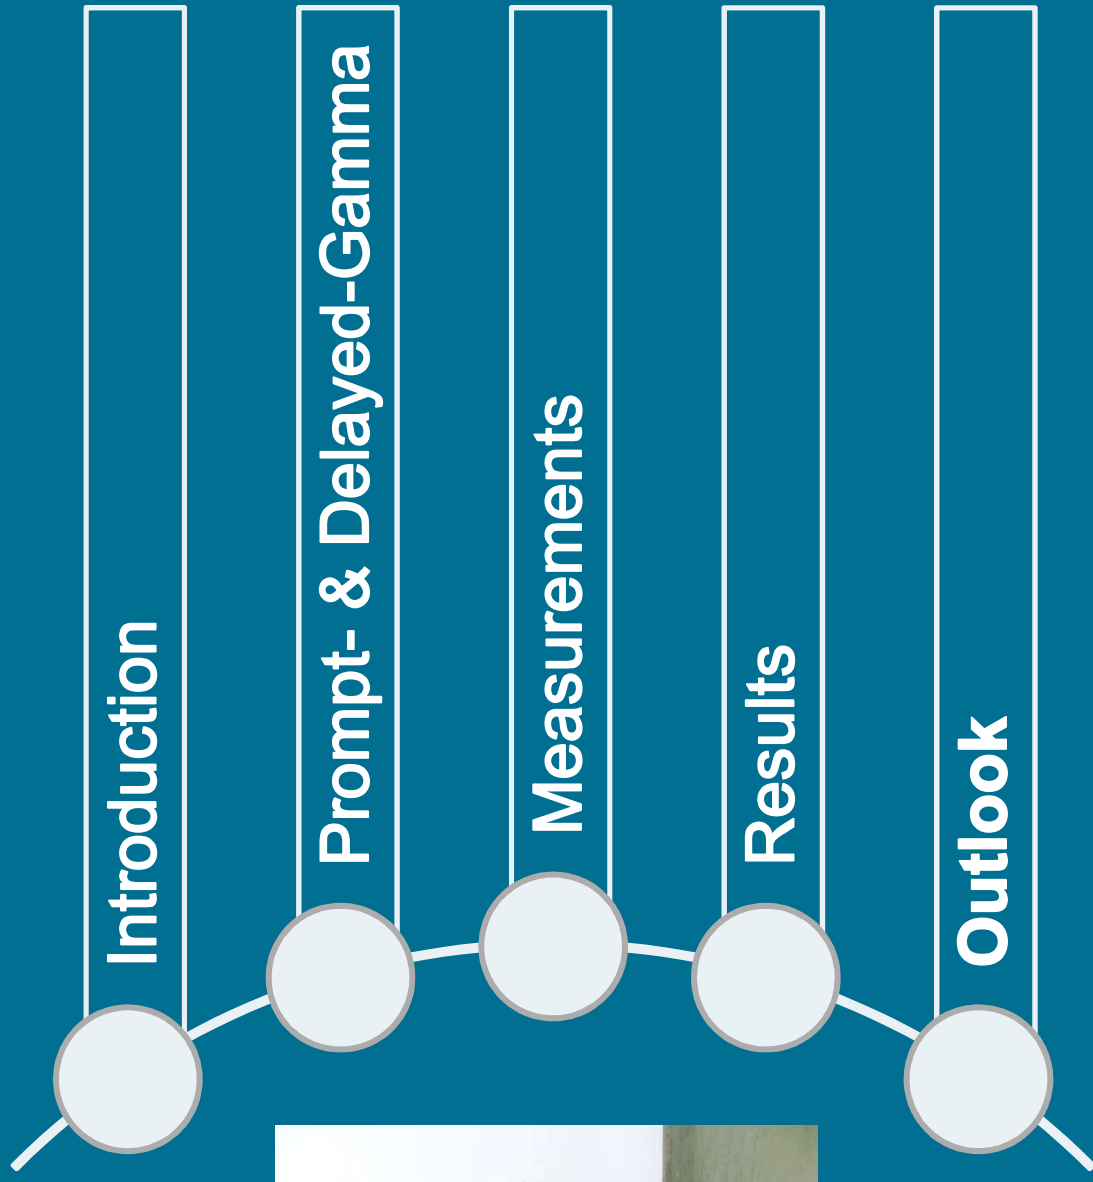 Introduction
Prompt- & Delayed-Gamma
Measurements
Results
Outlook